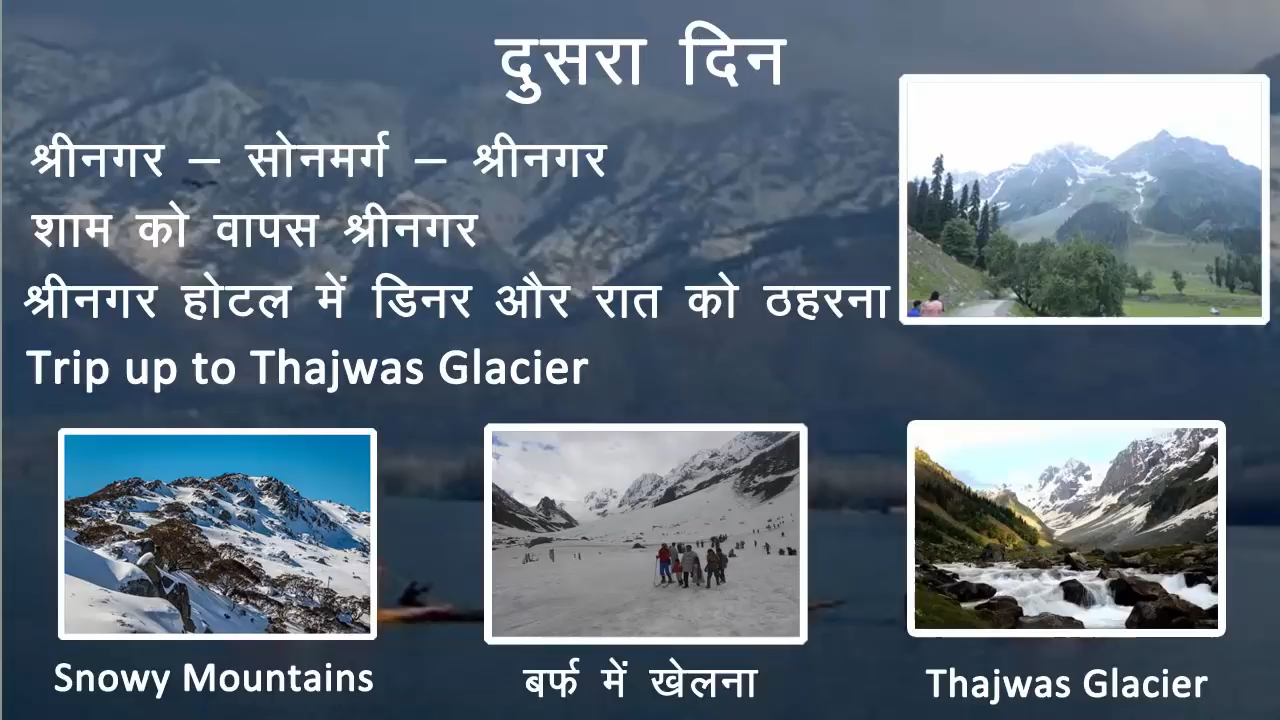 दुसरा दिन
श्रीनगर – सोनमर्ग – श्रीनगर
शाम को वापस श्रीनगर
श्रीनगर होटल में डिनर और रात को ठहरना
Trip up to Thajwas Glacier
Snowy Mountains
बर्फ में खेलना
Thajwas Glacier